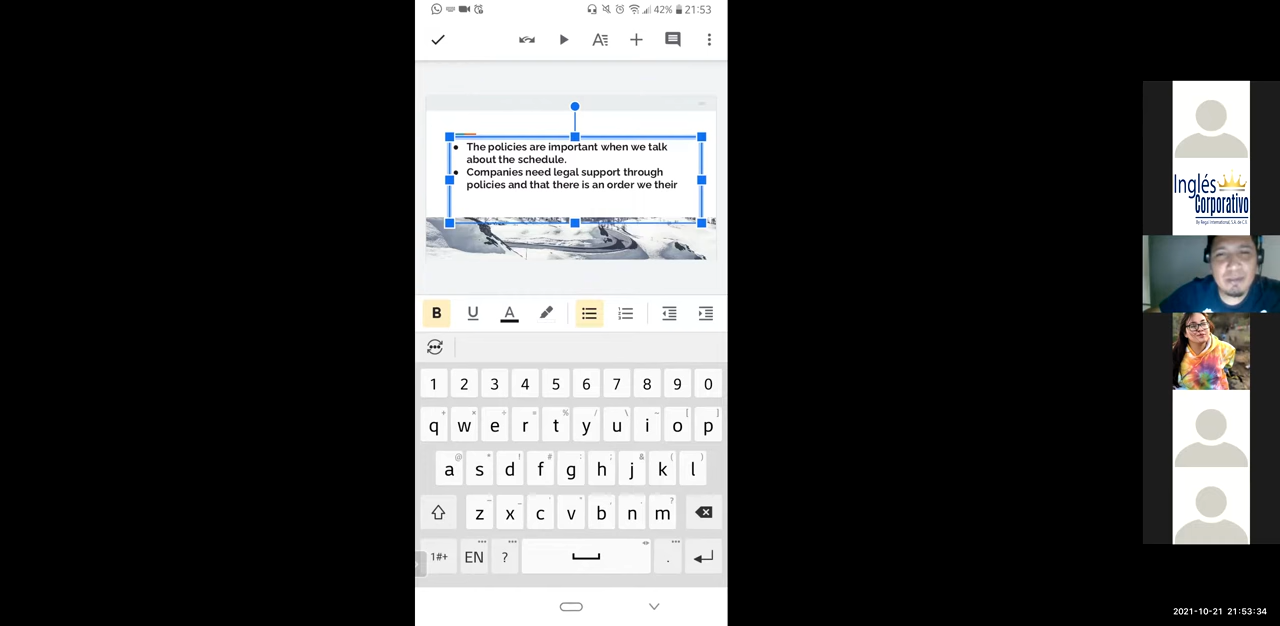 42% 21:53
The policies are important when we talk
about the schedule.
Companies need legal support through
policies and that there is an order we their
B U A
1 2 3 4 5 6 7 8 9 0
q w e r t y u i o p
a s d f g h j k l
z x c v b n m
1#+ EN ? .
Inglés
Corporativo
2021-10-21 21:53:34